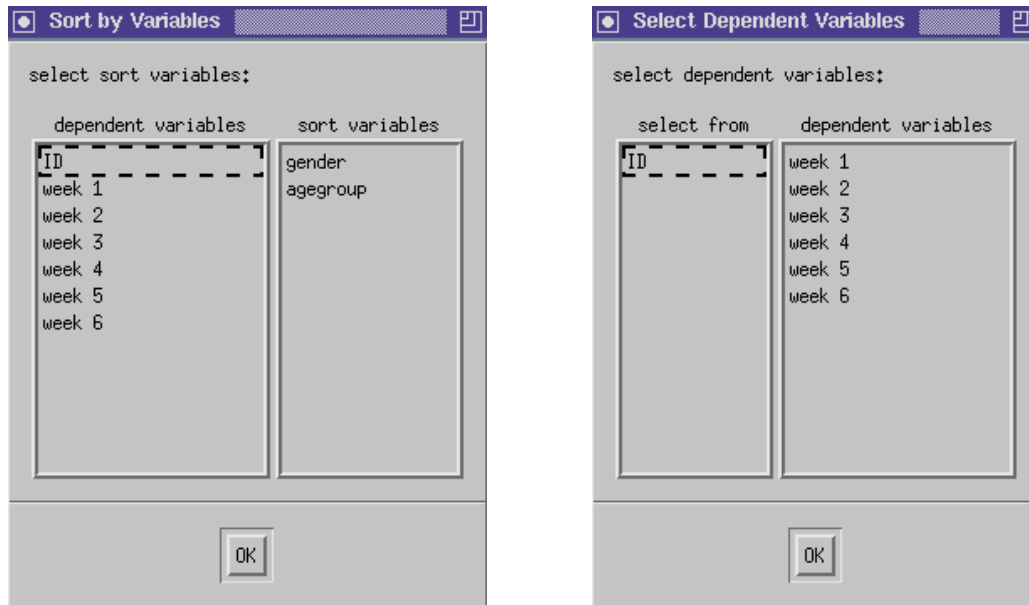 Sort by Variables
select sort variables:
dependent variables
sort variables
ID
week 1
week 2
week 3
week 4
week 5
week 6
gender
agegroup
OK
Select Dependent Variables
select dependent variables:
select from
dependent variables
ID
week 1
week 2
week 3
week 4
week 5
week 6
OK